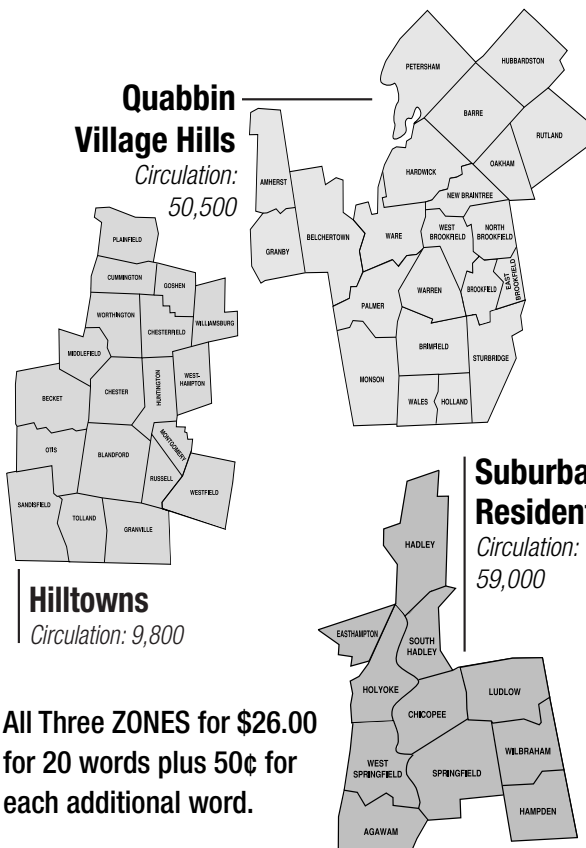 Quabbin
Village Hills
Circulation:
50,500
PETERSHAM
HUBBARDSTON
BARRE
RUTLAND
OAKHAM
HARDWICK
NEW BRAINTREE
AMHERST
BELCHERTOWN
GRANBY
WARE
WEST
BROOKFIELD
NORTH
BROOKFIELD
EAST
BROOKFIELD
BROOKFIELD
WARREN
PALMER
BRIMFIELD
STURBRIDGE
MONSON
WALES
HOLLAND
PLAINFIELD
CUMMINGTON
GOSHEN
WORTHINGTON
CHESTERFIELD
WILLIAMSBURG
MIDDLEFIELD
WEST-
HAMPTON
HUNTINGTON
CHESTER
BECKET
MONTGOMERY
OTIS
BLANDFORD
RUSSELL
WESTFIELD
SANDISFIELD
TOLLAND
GRANVILLE
Hilltowns
Circulation: 9,800
Suburba
Resident
Circulation:
59,000
HADLEY
EASTHAMPTON
SOUTH
HADLEY
HOLYOKE
LUDLOW
CHICOPEE
WILBRAHAM
WEST
SPRINGFIELD
SPRINGFIELD
HAMPDEN
AGAWAM
All Three ZONES for $26.00
for 20 words plus 50¢ for
each additional word.